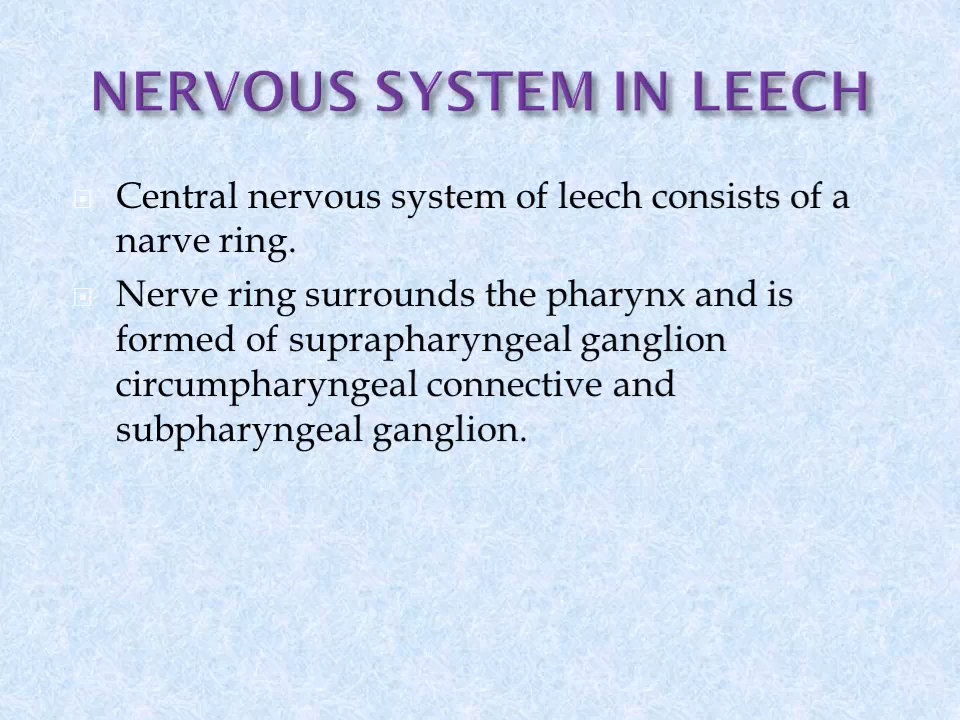 NERVOUS SYSTEM IN LEECH
Central nervous system of leech consists of a
narve ring.
Nerve ring surrounds the pharynx and is
formed of suprapharyngeal ganglion
circumpharyngeal connective and
subpharyngeal ganglion.